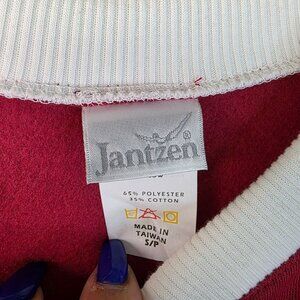 Jantzen®
65% POLYESTER
35% COTTON
MADE IN
TAIWAN
S/P